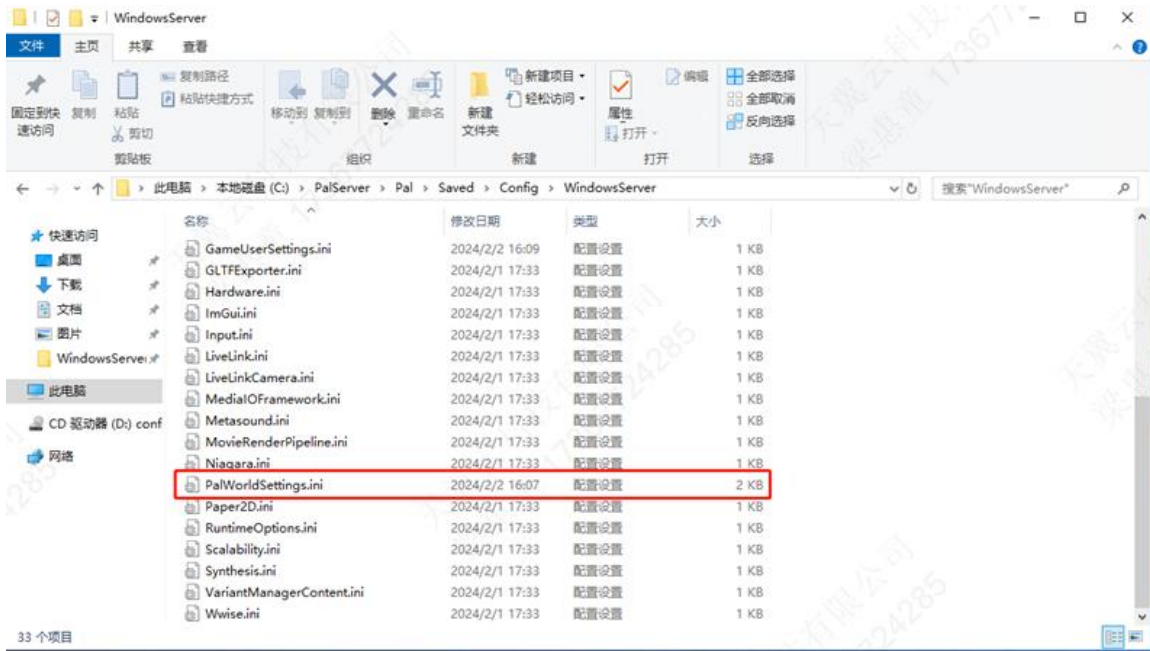 WindowsServer
文件 主页 共享 查看
固定到快速访问
复制
粘贴
复制路径
粘贴快捷方式
剪切
移动到 复制到 删除 重命名
新建文件夹
新建项目
轻松访问
属性
打开
编辑
全部选择
全部取消
反向选择
剪贴板 组织 新建 打开 选择
此电脑 > 本地磁盘 (C:) > PalServer > Pal > Saved > Config > WindowsServer
搜索"WindowsServer"
快速访问
桌面
下载
文档
图片
WindowsServer
此电脑
CD 驱动器 (D:) conf
网络
名称 修改日期 类型 大小
GameUserSettings.ini 2024/2/2 16:09 配置设置 1 KB
GLTFExporter.ini 2024/2/1 17:33 配置设置 1 KB
Hardware.ini 2024/2/1 17:33 配置设置 1 KB
ImGui.ini 2024/2/1 17:33 配置设置 1 KB
Input.ini 2024/2/1 17:33 配置设置 1 KB
LiveLink.ini 2024/2/1 17:33 配置设置 1 KB
LiveLinkCamera.ini 2024/2/1 17:33 配置设置 1 KB
MediaIOFramework.ini 2024/2/1 17:33 配置设置 1 KB
Metasound.ini 2024/2/1 17:33 配置设置 1 KB
MovieRenderPipeline.ini 2024/2/1 17:33 配置设置 1 KB
Niagara.ini 2024/2/1 17:33 配置设置 1 KB
PalWorldSettings.ini 2024/2/2 16:07 配置设置 2 KB
Paper2D.ini 2024/2/1 17:33 配置设置 1 KB
RuntimeOptions.ini 2024/2/1 17:33 配置设置 1 KB
Scalability.ini 2024/2/1 17:33 配置设置 1 KB
Synthesis.ini 2024/2/1 17:33 配置设置 1 KB
VariantManagerContent.ini 2024/2/1 17:33 配置设置 1 KB
Wwise.ini 2024/2/1 17:33 配置设置 1 KB
33 个项目